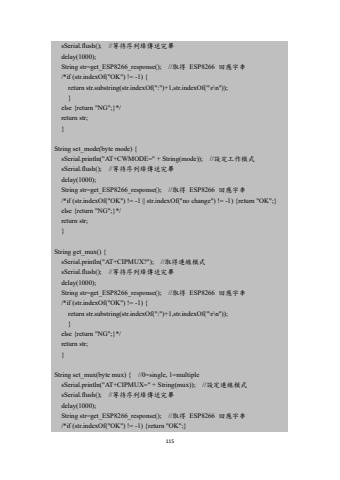 sSerial.flush();    //等待序列埠傳送完畢
delay(1000);
String str=get_ESP8266_response();    //取得 ESP8266 回應字串
/*if (str.indexOf("OK") != -1) {
return str.substring(str.indexOf(":")+1,str.indexOf("\r\n"));
}
else {return "NG";}*/
return str;
}
String set_mode(byte mode) {
sSerial.println("AT+CWMODE=" + String(mode));    //設定工作模式
sSerial.flush();    //等待序列埠傳送完畢
delay(1000);
String str=get_ESP8266_response();    //取得 ESP8266 回應字串
/*if (str.indexOf("OK") != -1 || str.indexOf("no change") != -1) {return "OK";}
else {return "NG";}*/
return str;
}
String get_mux() {
sSerial.println("AT+CIPMUX?");    //取得連線模式
sSerial.flush();    //等待序列埠傳送完畢
delay(1000);
String str=get_ESP8266_response();    //取得 ESP8266 回應字串
/*if (str.indexOf("OK") != -1) {
return str.substring(str.indexOf(":")+1,str.indexOf("\r\n"));
}
else {return "NG";}*/
return str;
}
String set_mux(byte mux) {    //0=single, 1=multiple
sSerial.println("AT+CIPMUX=" + String(mux));    //設定連線模式
sSerial.flush();    //等待序列埠傳送完畢
delay(1000);
String str=get_ESP8266_response();    //取得 ESP8266 回應字串
/*if (str.indexOf("OK") != -1) {return "OK";}
115